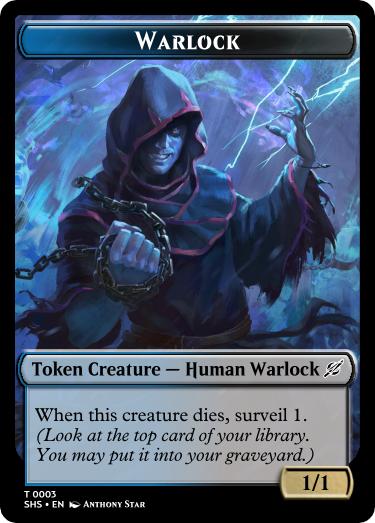 Warlock
Token Creature — Human Warlock
When this creature dies, surveil 1.
(Look at the top card of your library.
You may put it into your graveyard.)
1/1
T 0003
SHS • EN Anthony Star